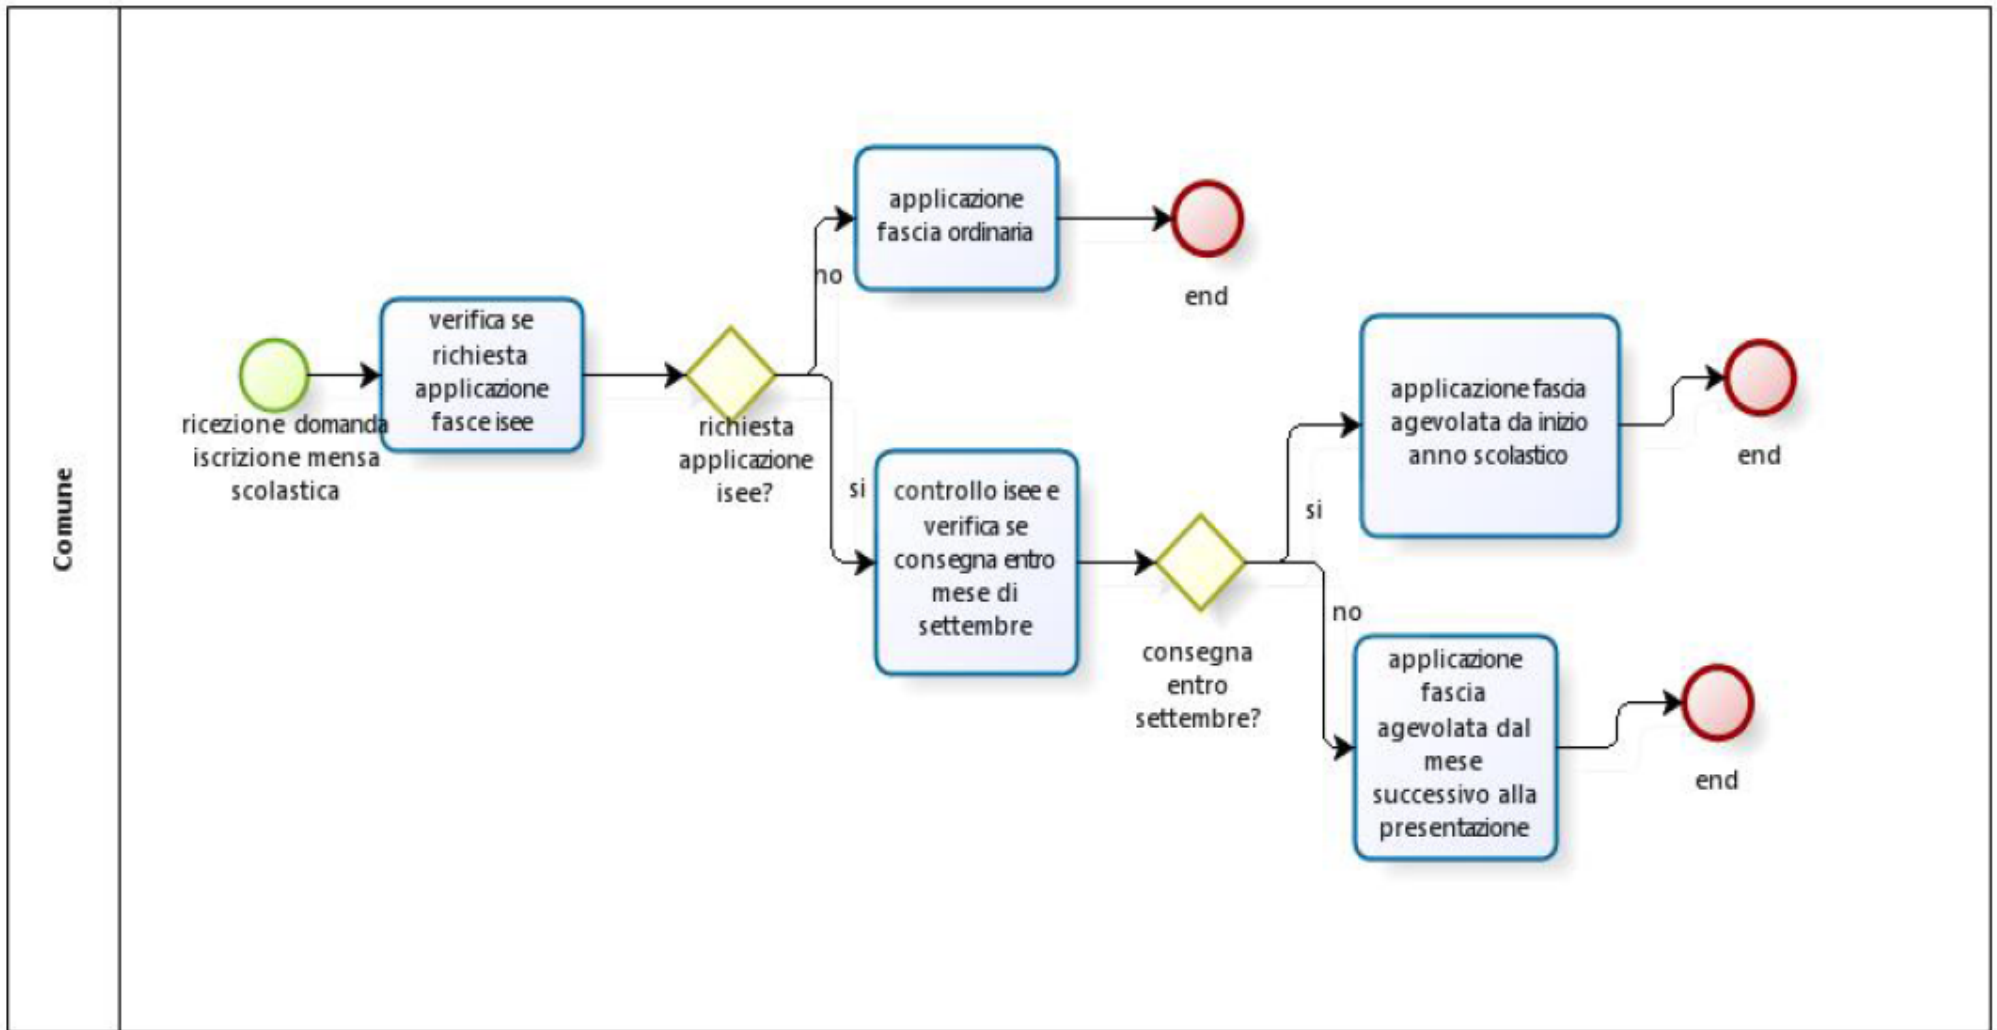 Comune
ricezione domanda
iscrizione mensa
scolastica
verifica se
richiesta
applicazione
fasce isee
richiesta
applicazione
isee?
no
applicazione
fascia ordinaria
end
si
controllo isee e
verifica se
consegna entro
mese di
settembre
consegna
entro
settembre?
si
applicazione fascia
agevolata da inizio
anno scolastico
end
no
applicazione
fascia
agevolata dal
mese
successivo alla
presentazione
end